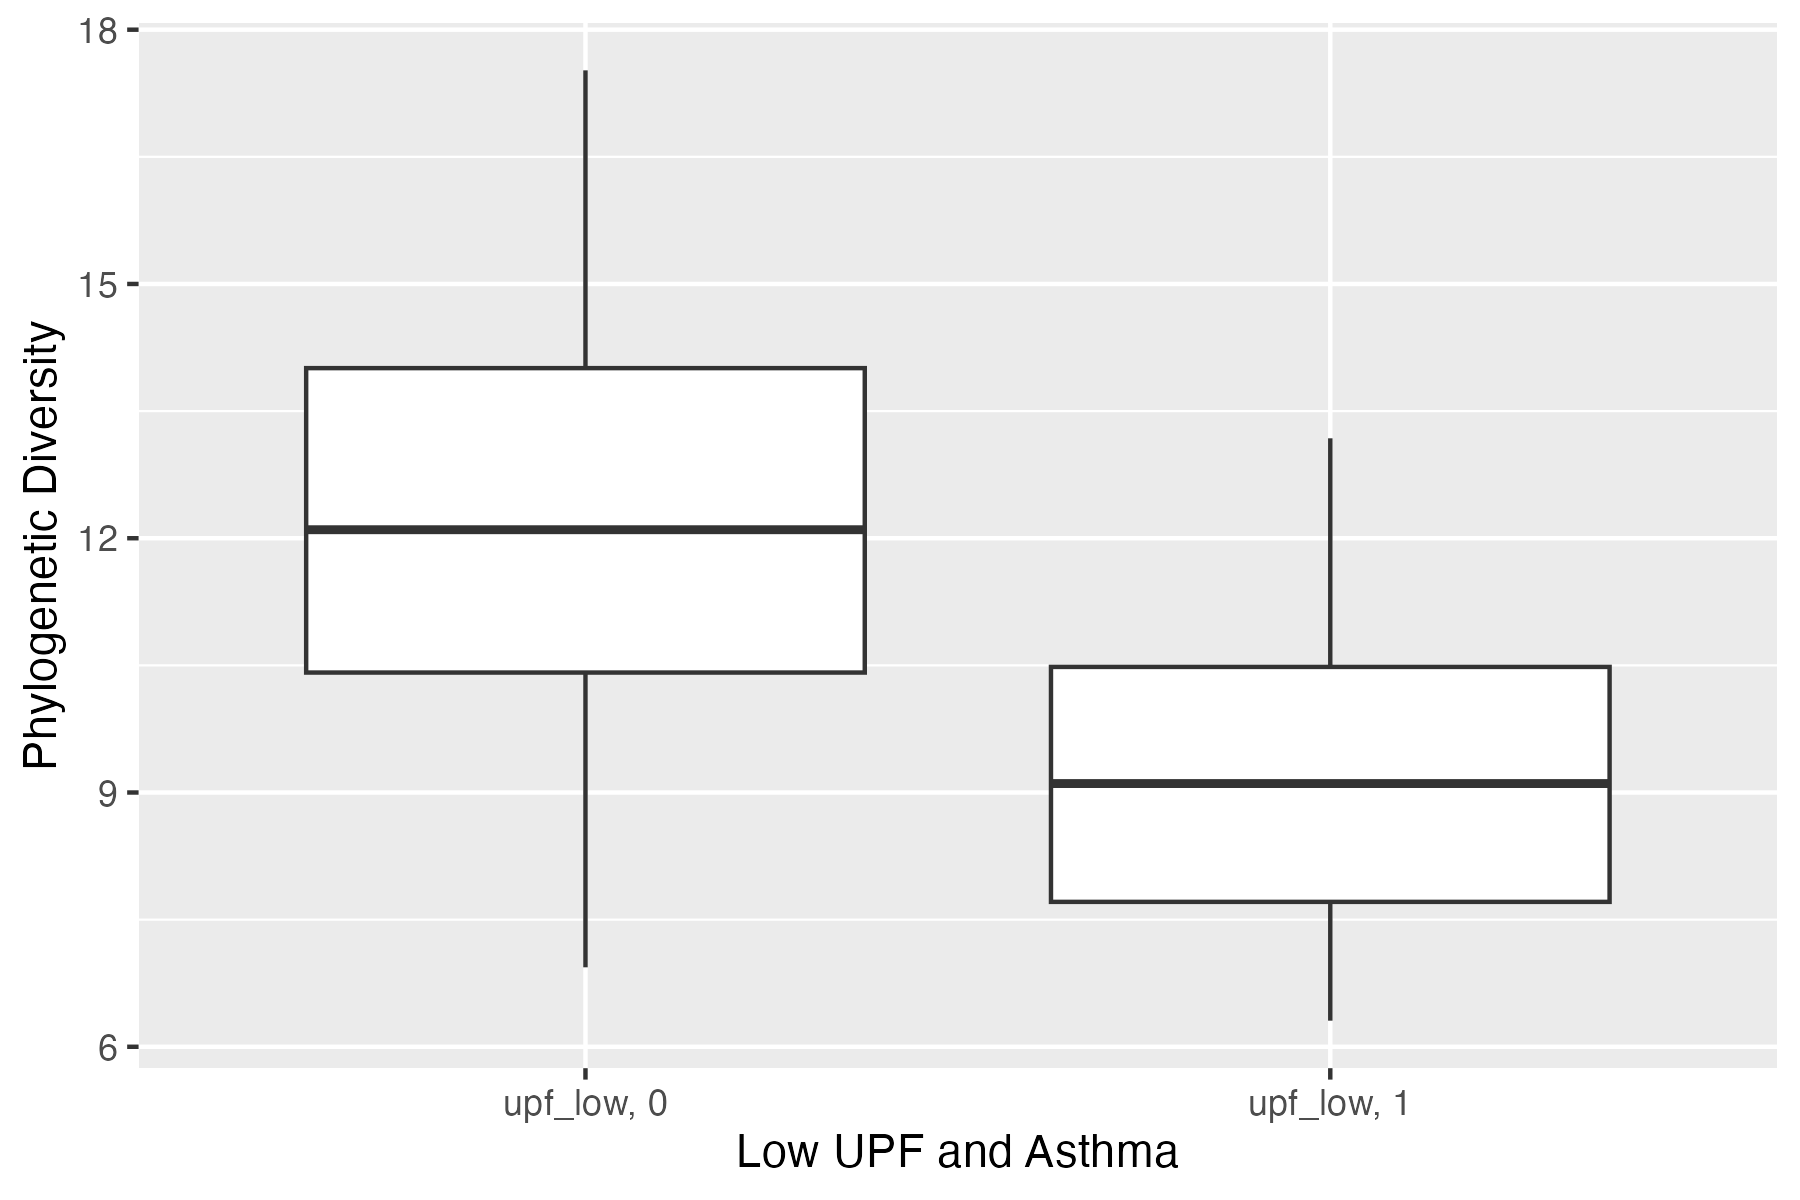 Phylogenetic Diversity
18
15
12
9
6
upf_low, 0
upf_low, 1
Low UPF and Asthma